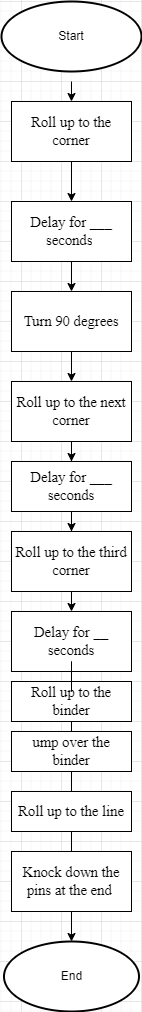 Start
Roll up to the
corner
Delay for ___
seconds
Turn 90 degrees
Roll up to the next
corner
Delay for ___
seconds
Roll up to the third
corner
Delay for __
seconds
Roll up to the
binder
ump over the
binder
Roll up to the line
Knock down the
pins at the end
End